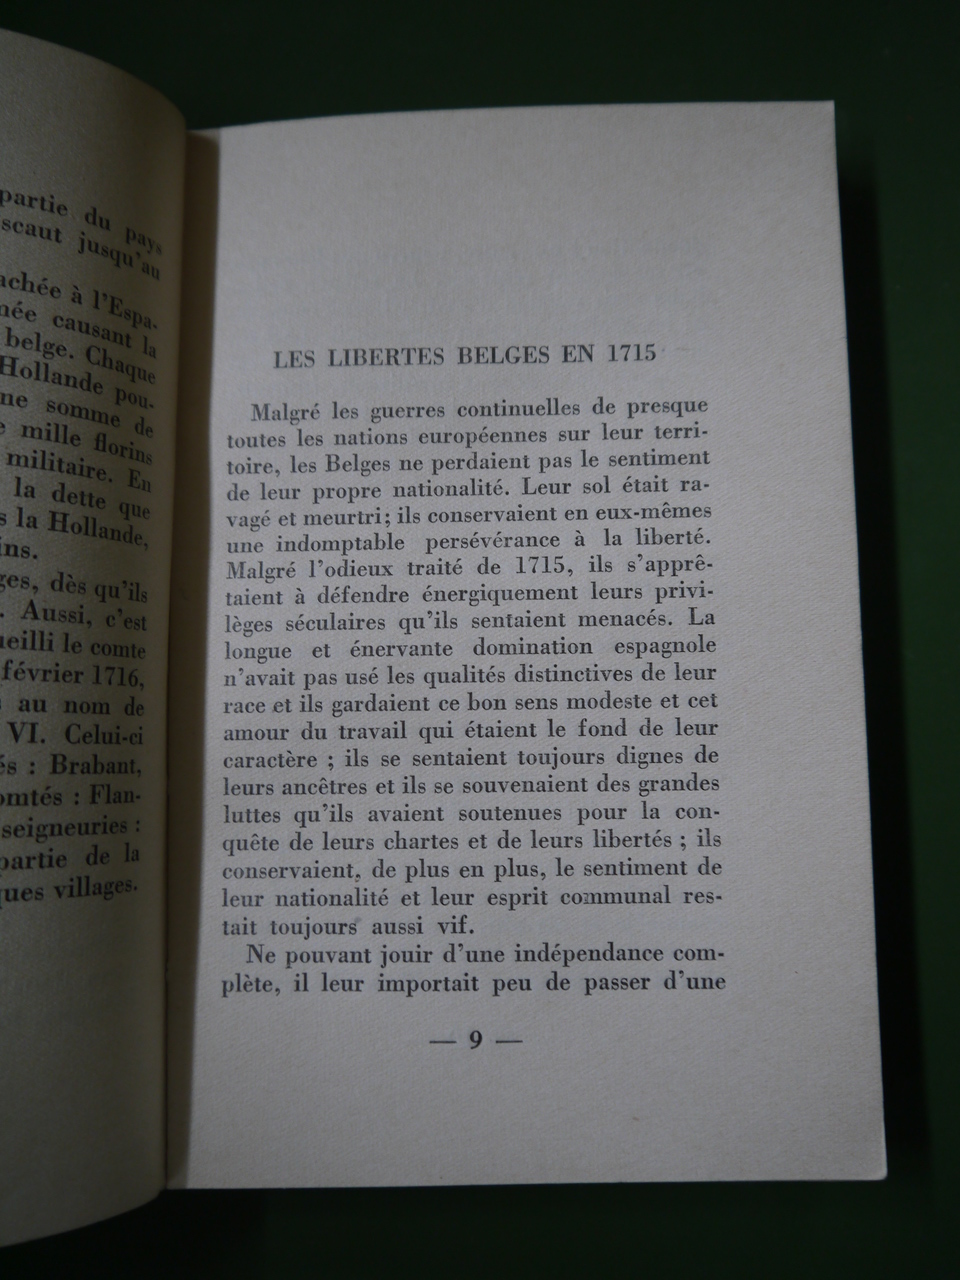 partie du pays
scaut jusqu'au
à l'Espa-
causant la
belge. Chaque
Hollande pou-
ne somme de
mille florins
militaire. En
la dette que
la Hollande,
dès qu'ils
. Aussi, c'est
le comte
février 1716,
au nom de
VI. Celui-ci
: Brabant,
: Flan-
seigneuries :
partie de la
villages.
LES LIBERTES BELGES EN 1715
Malgré les guerres continuelles de presque
toutes les nations européennes sur leur terri-
toire, les Belges ne perdaient pas le sentiment
de leur propre nationalité. Leur sol était ra-
vagé et meurtri; ils conservaient en eux-mêmes
une indomptable persévérance à la liberté.
Malgré l'odieux traité de 1715, ils s'apprê-
taient à défendre énergiquement leurs privi-
lèges séculaires qu'ils sentaient menacés. La
longue et énervante domination espagnole
n'avait pas usé les qualités distinctives de leur
race et ils gardaient ce bon sens modeste et cet
amour du travail qui étaient le fond de leur
caractère ; ils se sentaient toujours dignes de
leurs ancêtres et ils se souvenaient des grandes
luttes qu'ils avaient soutenues pour la con-
quête de leurs chartes et de leurs libertés ; ils
conservaient, de plus en plus, le sentiment de
leur nationalité et leur esprit communal res-
tait toujours aussi vif.
Ne pouvant jouir d'une indépendance com-
plète, il leur importait peu de passer d'une
— 9 —